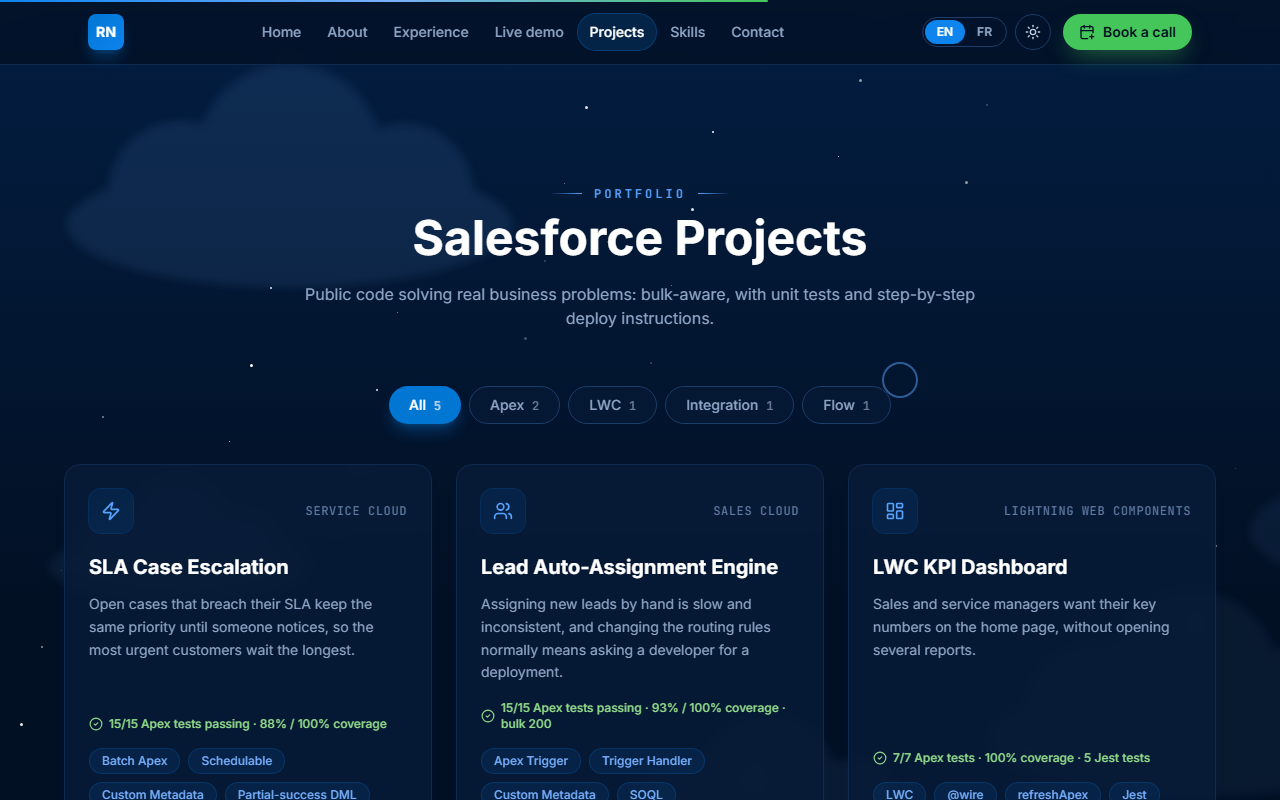 RN
Home
About
Experience
Live demo
Projects
Skills
Contact
EN
FR
Book a call
PORTFOLIO
Salesforce Projects
Public code solving real business problems: bulk-aware, with unit tests and step-by-step
deploy instructions.
All 5
Apex 2
LWC 1
Integration 1
Flow 1
SERVICE CLOUD
SLA Case Escalation
Open cases that breach their SLA keep the
same priority until someone notices, so the
most urgent customers wait the longest.
15/15 Apex tests passing · 88% / 100% coverage
Batch Apex
Schedulable
Custom Metadata
Partial-success DML
SALES CLOUD
Lead Auto-Assignment Engine
Assigning new leads by hand is slow and
inconsistent, and changing the routing rules
normally means asking a developer for a
deployment.
15/15 Apex tests passing · 93% / 100% coverage ·
bulk 200
Apex Trigger
Trigger Handler
Custom Metadata
SOQL
LIGHTNING WEB COMPONENTS
LWC KPI Dashboard
Sales and service managers want their key
numbers on the home page, without opening
several reports.
7/7 Apex tests · 100% coverage · 5 Jest tests
LWC
@wire
refreshApex
Jest